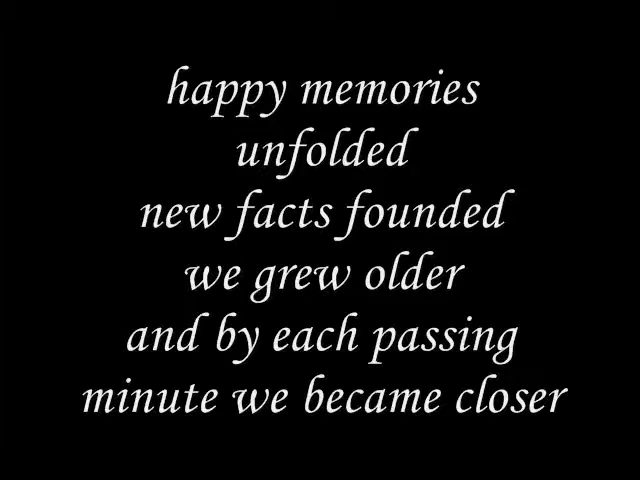 happy memories
unfolded
new facts founded
we grew older
and by each passing
minute we became closer